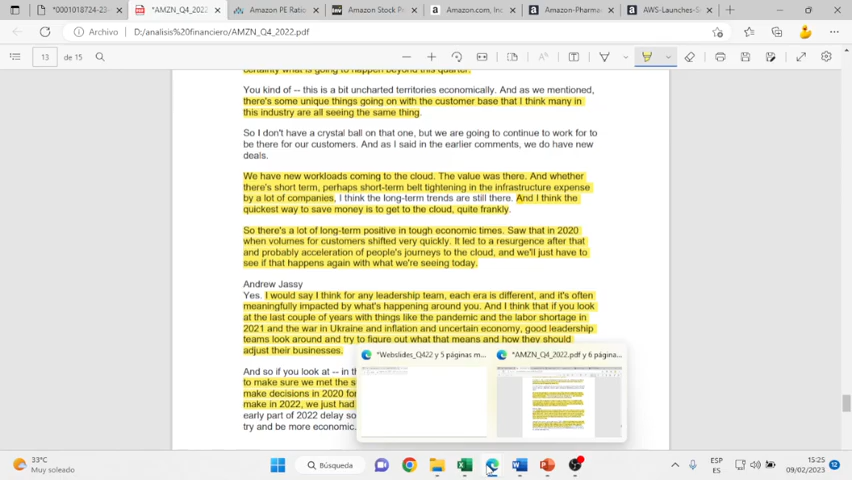 *0001018724-23-
*AMZN_Q4_2022
Amazon PE Ratio
Amazon Stock P
Amazon.com, Inc
Amazon-Pharma
AWS-Launches-S
Archivo D:/analisis%20financiero/AMZN_Q4_2022.pdf
13 de 15
certainty what is going to happen beyond this quarter.
You kind of -- this is a bit uncharted territories economically. And as we mentioned,
there's some unique things going on with the customer base that I think many in
this industry are all seeing the same thing.
So I don't have a crystal ball on that one, but we are going to continue to work for to
be there for our customers. And as I said in the earlier comments, we do have new
deals.
We have new workloads coming to the cloud. The value was there. And whether
there's short term, perhaps short-term belt tightening in the infrastructure expense
by a lot of companies, I think the long-term trends are still there. And I think the
quickest way to save money is to get to the cloud, quite frankly.
So there's a lot of long-term positive in tough economic times. Saw that in 2020
when volumes for customers shifted very quickly. It led to a resurgence after that
and probably acceleration of people's journeys to the cloud, and we'll just have to
see if that happens again with what we're seeing today.
Andrew Jassy
Yes. I would say I think for any leadership team, each era is different, and it's often
meaningfully impacted by what's happening around you. And I think that if you look
at the last couple of years with things like the pandemic and the labor shortage in
2021 and the war in Ukraine and inflation and uncertain economy, good leadership
teams look around and try to figure out what that means and how they should
adjust their businesses.
And so if you look at -- in th
to make sure we met the s
make decisions in 2020 for
make in 2022, we just had
early part of 2022 delay so
try and be more economic.
*Webslides_Q422 y 5 páginas m...
*AMZN_Q4_2022.pdf y 6 página...
33°C
Muy soleado
Búsqueda
ESP
ES
15:25
09/02/2023
12